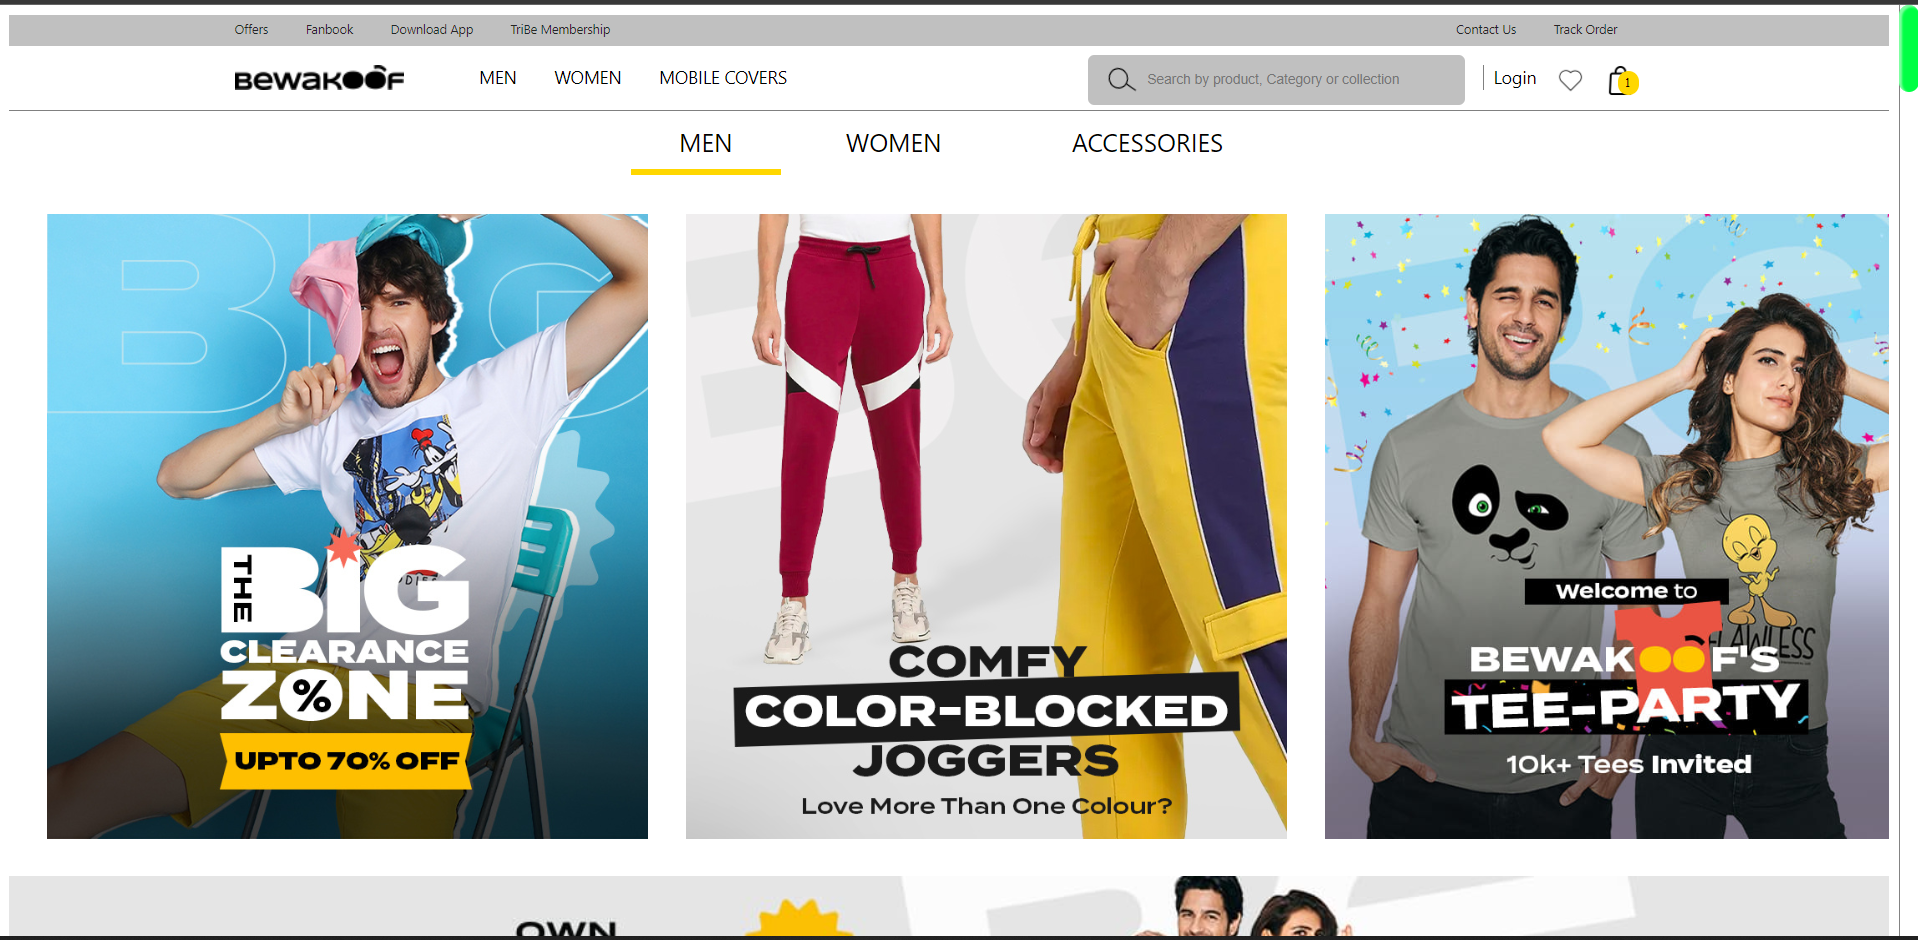 Offers Fanbook Download App TriBe Membership Contact Us Track Order
BEWAKOOF MEN WOMEN MOBILE COVERS Search by product, Category or collection Login 1
MEN WOMEN ACCESSORIES
THE BIG
CLEARANCE
ZONE
%
UPTO 70% OFF
COMFY
COLOR-BLOCKED
JOGGERS
Love More Than One Colour?
FLAWLESS
Welcome to
BEWAKOOF'S
TEE-PARTY
10k+ Tees Invited
OWN